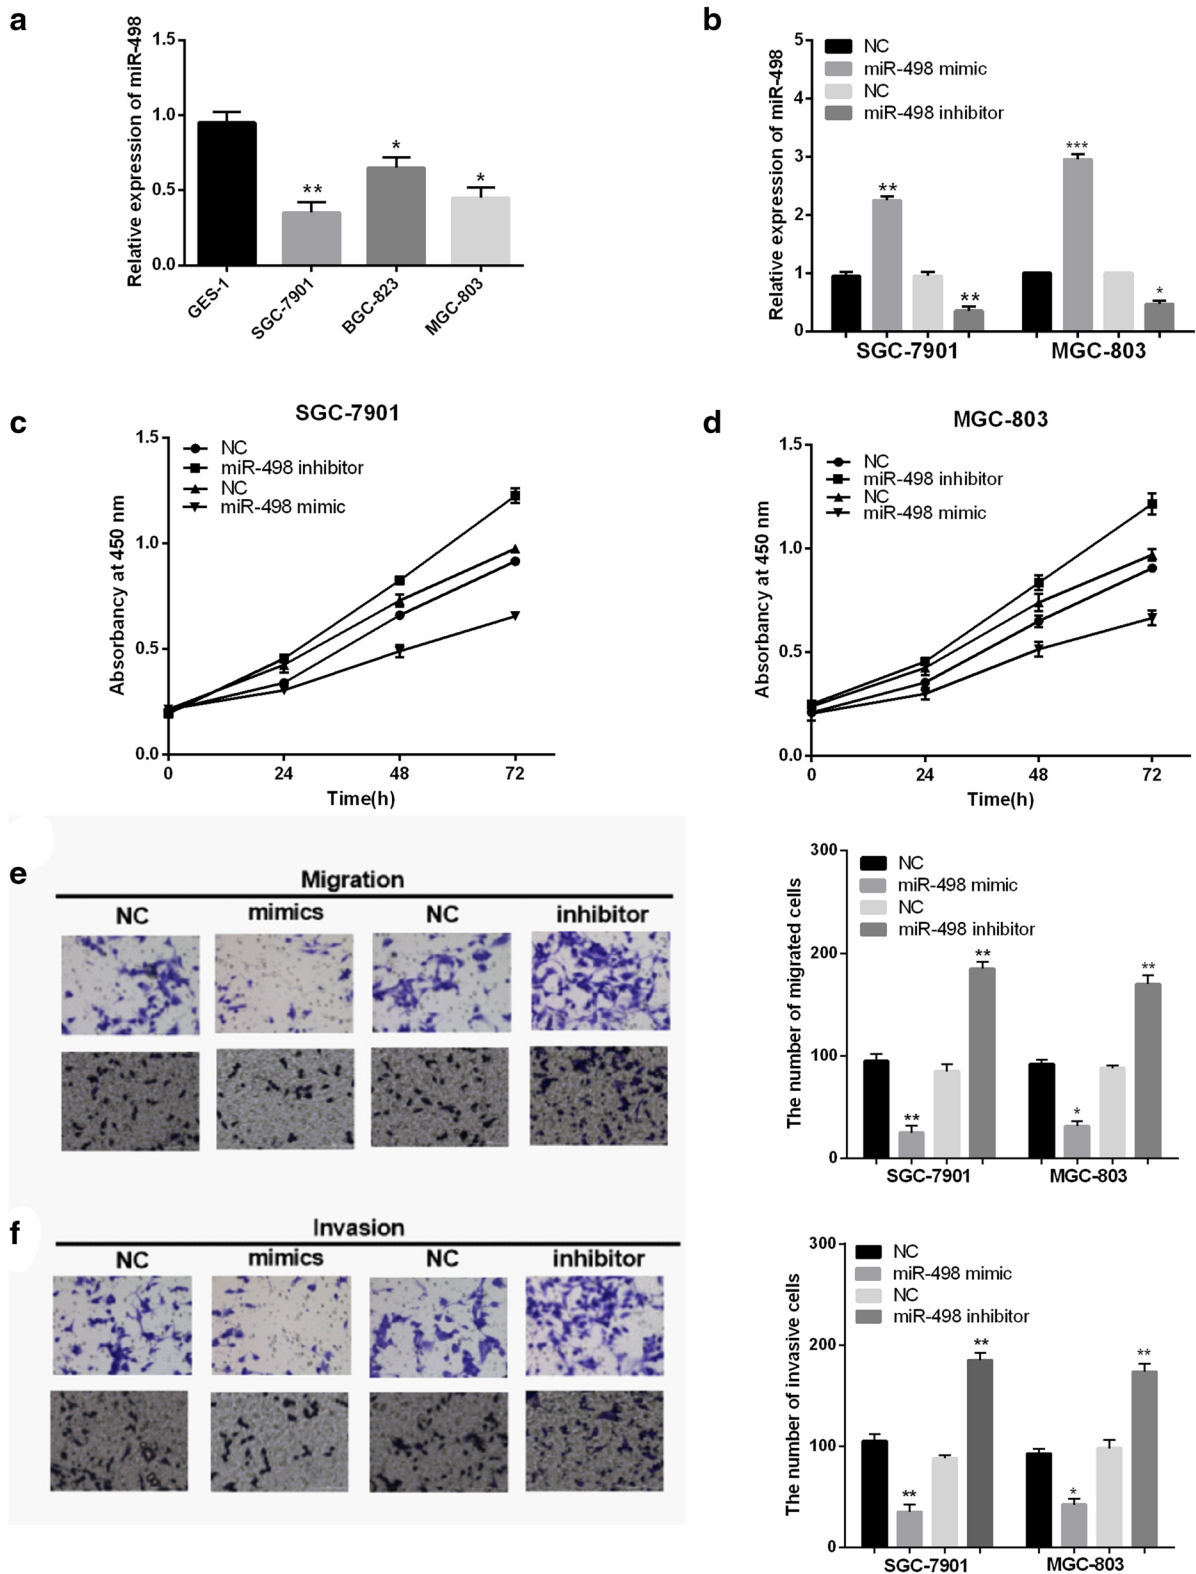 a
Relative expression of miR-498
1.5
1.0
0.5
0.0
**
*
*
GES-1
SGC-7901
BGC-823
MGC-803
b
Relative expression of miR-498
5
4
3
2
1
0
NC
miR-498 mimic
NC
miR-498 inhibitor
**
**
***
*
SGC-7901
MGC-803
c
SGC-7901
Absorbancy at 450 nm
1.5
1.0
0.5
0.0
NC
miR-498 inhibitor
NC
miR-498 mimic
0 24 48 72
Time(h)
d
MGC-803
Absorbancy at 450 nm
1.5
1.0
0.5
0.0
NC
miR-498 inhibitor
NC
miR-498 mimic
0 24 48 72
Time(h)
e
Migration
NC mimics NC inhibitor
The number of migrated cells
300
200
100
0
NC
miR-498 mimic
NC
miR-498 inhibitor
**
**
*
**
SGC-7901
MGC-803
f
Invasion
NC mimics NC inhibitor
The number of invasive cells
300
200
100
0
NC
miR-498 mimic
NC
miR-498 inhibitor
**
**
*
**
SGC-7901
MGC-803